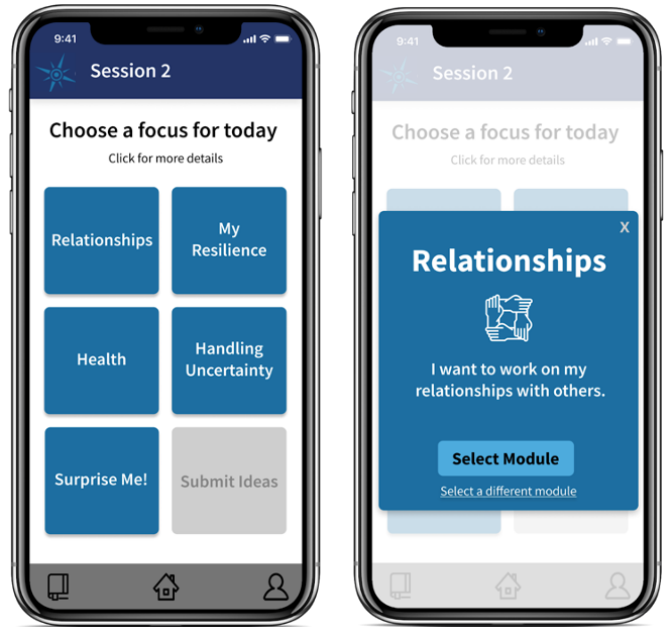 9:41
Session 2
Choose a focus for today
Click for more details
Relationships
My
Resilience
Health
Handling
Uncertainty
Surprise Me!
Submit Ideas
9:41
Session 2
Choose a focus for today
Click for more details
X
Relationships
I want to work on my
relationships with others.
Select Module
Select a different module